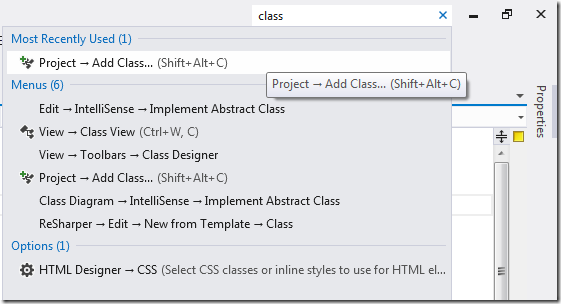 class
Most Recently Used (1)
Project → Add Class... (Shift+Alt+C)
Project → Add Class... (Shift+Alt+C)
Menus (6)
Edit → IntelliSense → Implement Abstract Class
View → Class View (Ctrl+W, C)
View → Toolbars → Class Designer
Project → Add Class... (Shift+Alt+C)
Class Diagram → IntelliSense → Implement Abstract Class
ReSharper → Edit → New from Template → Class
Options (1)
HTML Designer → CSS (Select CSS classes or inline styles to use for HTML el...
Properties